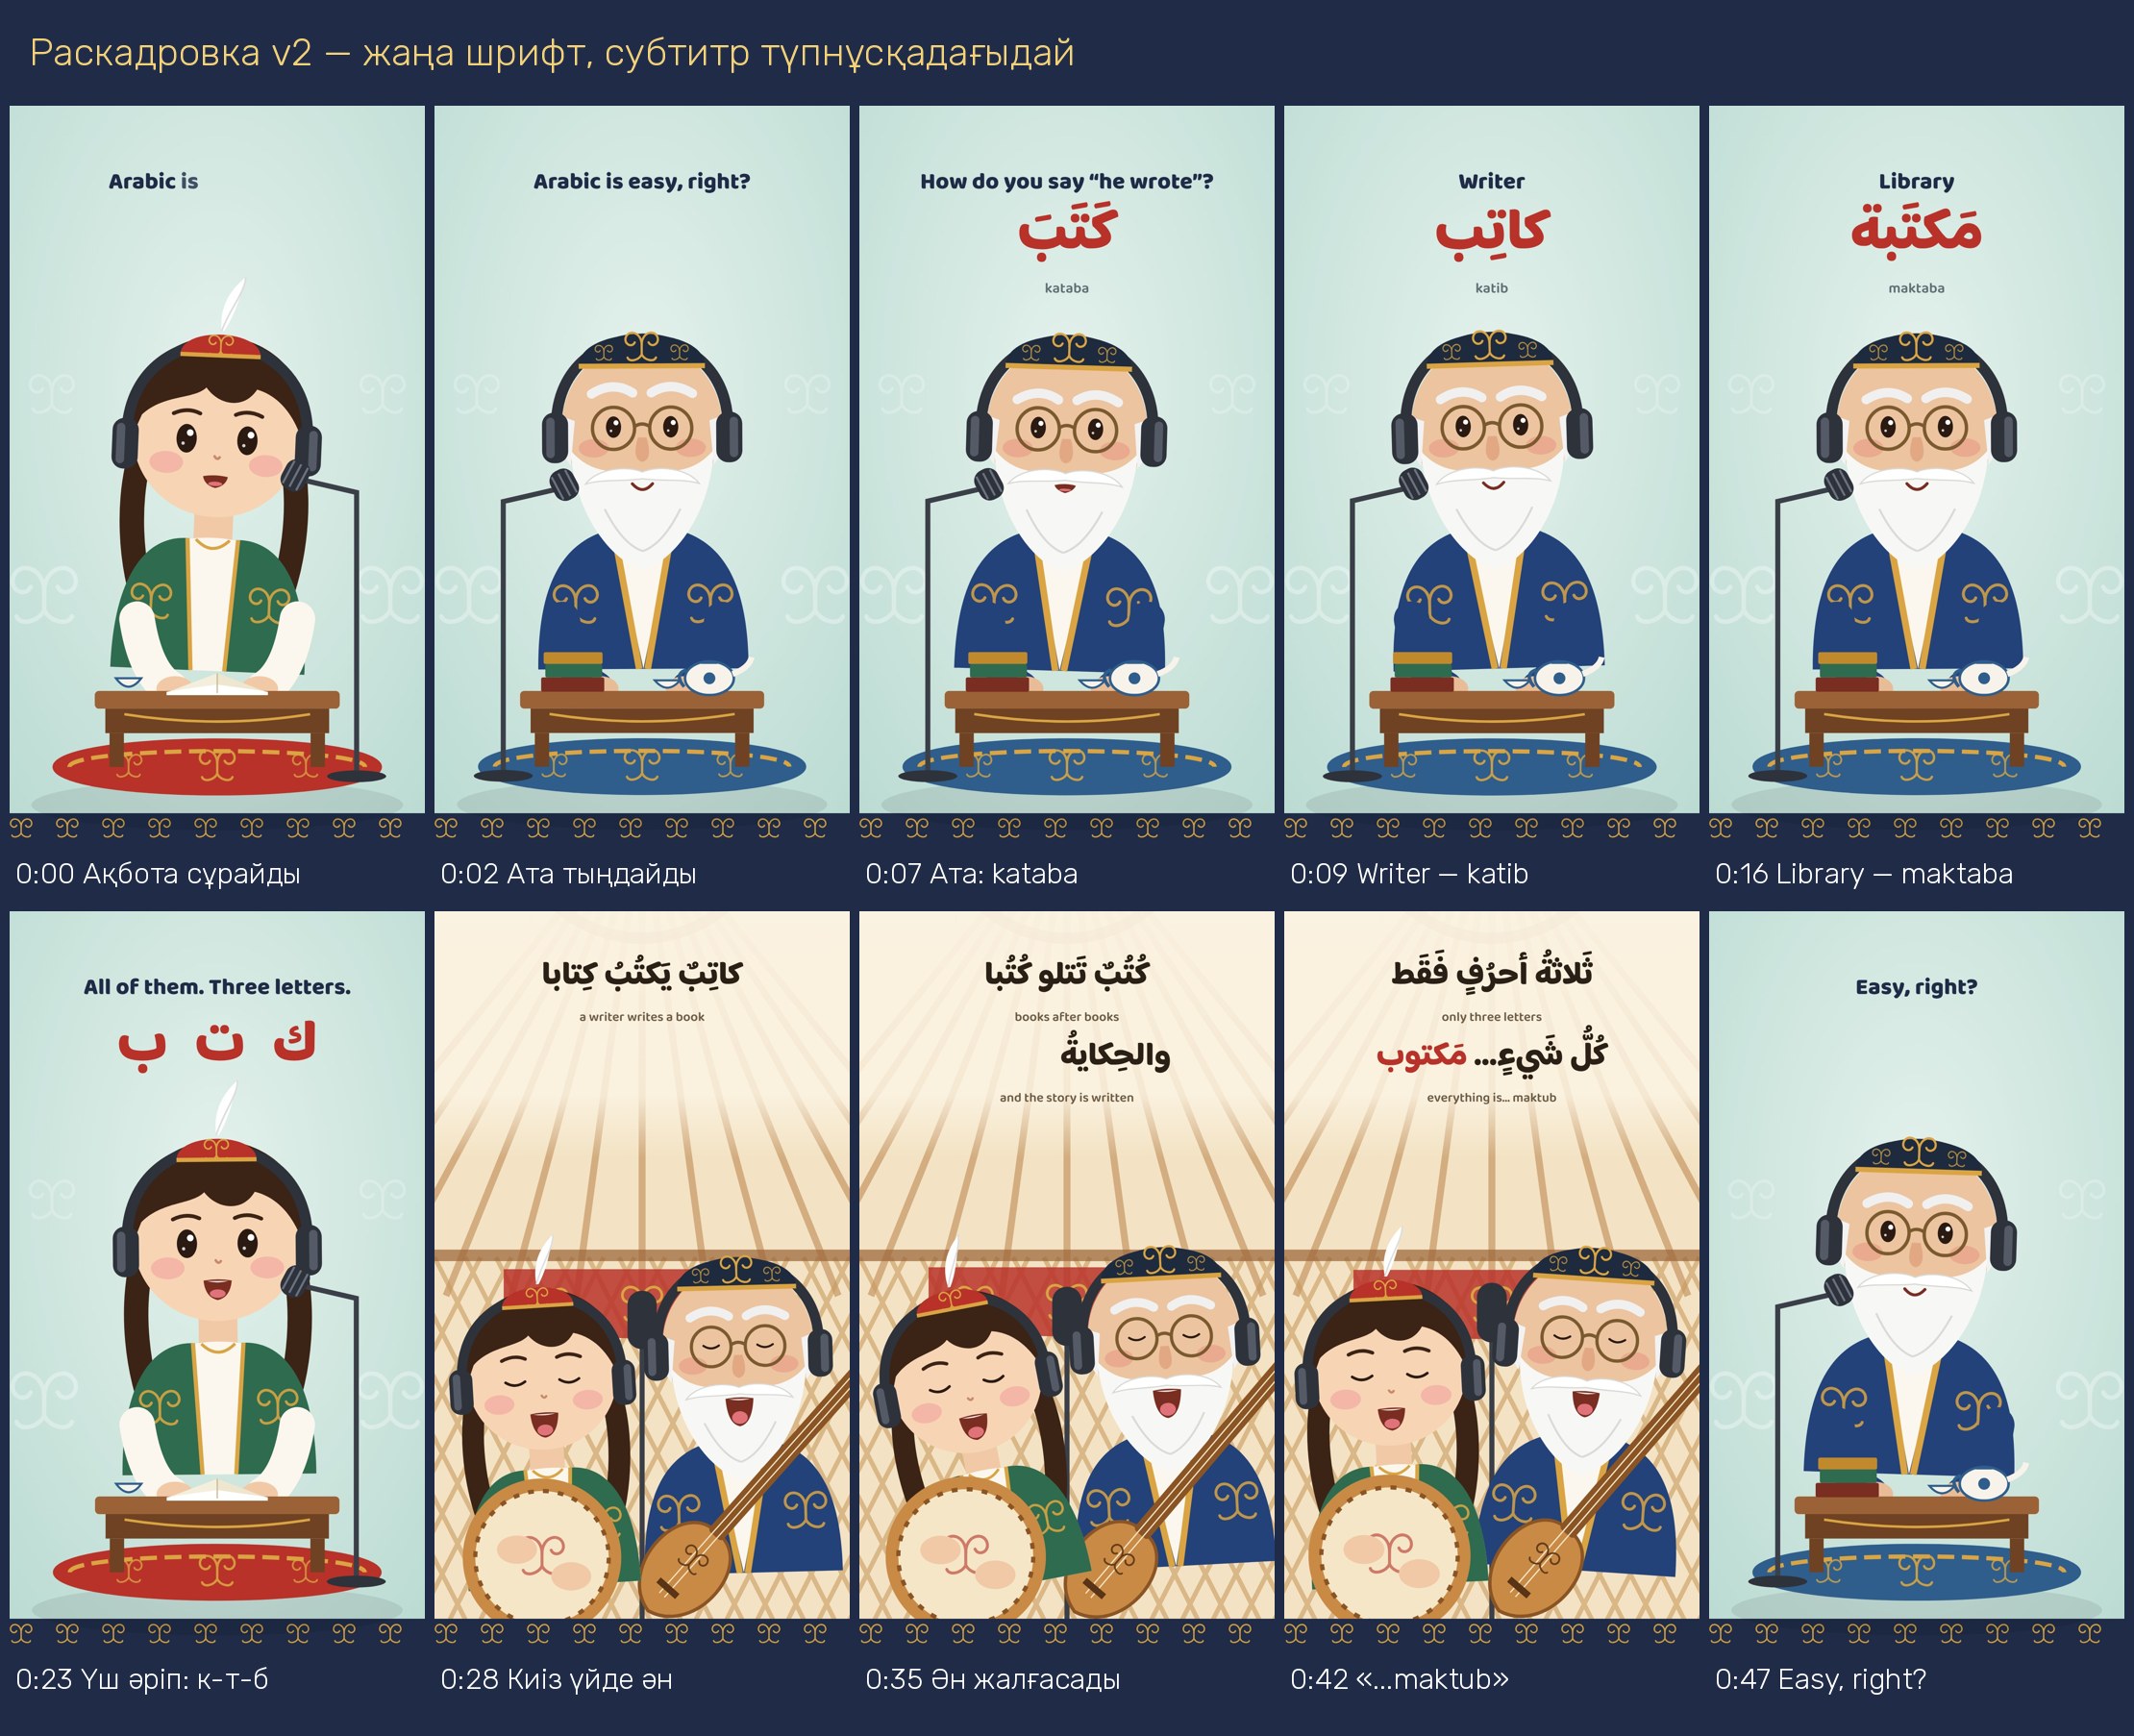 Раскадровка v2 — жаңа шрифт, субтитр түпнұсқадағыдай
Arabic is
0:00 Ақбота сұрайды
Arabic is easy, right?
0:02 Ата тыңдайды
How do you say “he wrote”?
كَتَبَ
kataba
0:07 Ата: kataba
Writer
كاتِب
katib
0:09 Writer — katib
Library
مَكتَبة
maktaba
0:16 Library — maktaba
All of them. Three letters.
ك ت ب
0:23 Үш әріп: к-т-б
كاتِبٌ يَكتُبُ كِتابا
a writer writes a book
0:28 Киіз үйде ән
كُتُبٌ تَتلو كُتُبا
books after books
والحِكايةُ
and the story is written
0:35 Ән жалғасады
ثَلاثةُ أحرُفٍ فَقَط
only three letters
كُلُّ شَيءٍ... مَكتوب
everything is... maktub
0:42 «...maktub»
Easy, right?
0:47 Easy, right?